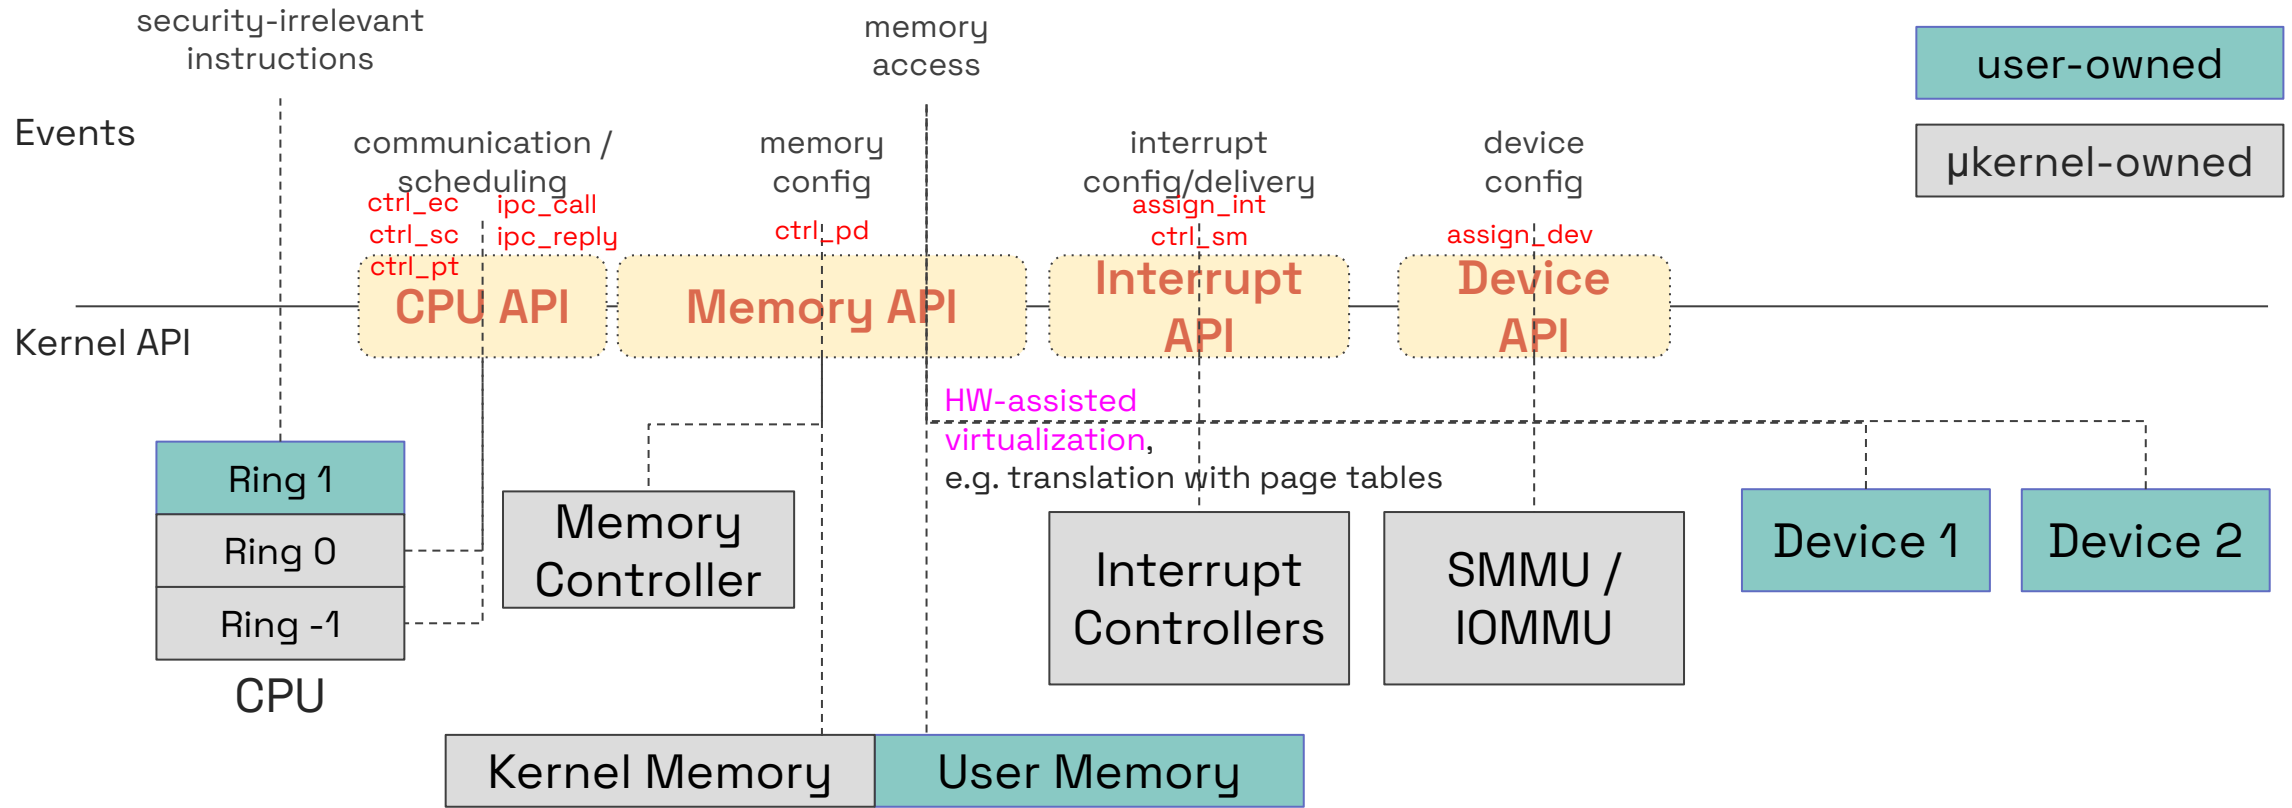 security-irrelevant
instructions
memory
access
user-owned
Events
communication /
scheduling
memory
config
interrupt
config/delivery
device
config
μkernel-owned
ctrl_ec
ctrl_sc
ctrl_pt
ipc_call
ipc_reply
ctrl_pd
assign_int
ctrl_sm
assign_dev
CPU API
Memory API
Interrupt
API
Device
API
Kernel API
HW-assisted
virtualization,
e.g. translation with page tables
Ring 1
Ring 0
Ring -1
CPU
Memory
Controller
Interrupt
Controllers
SMMU /
IOMMU
Device 1
Device 2
Kernel Memory
User Memory